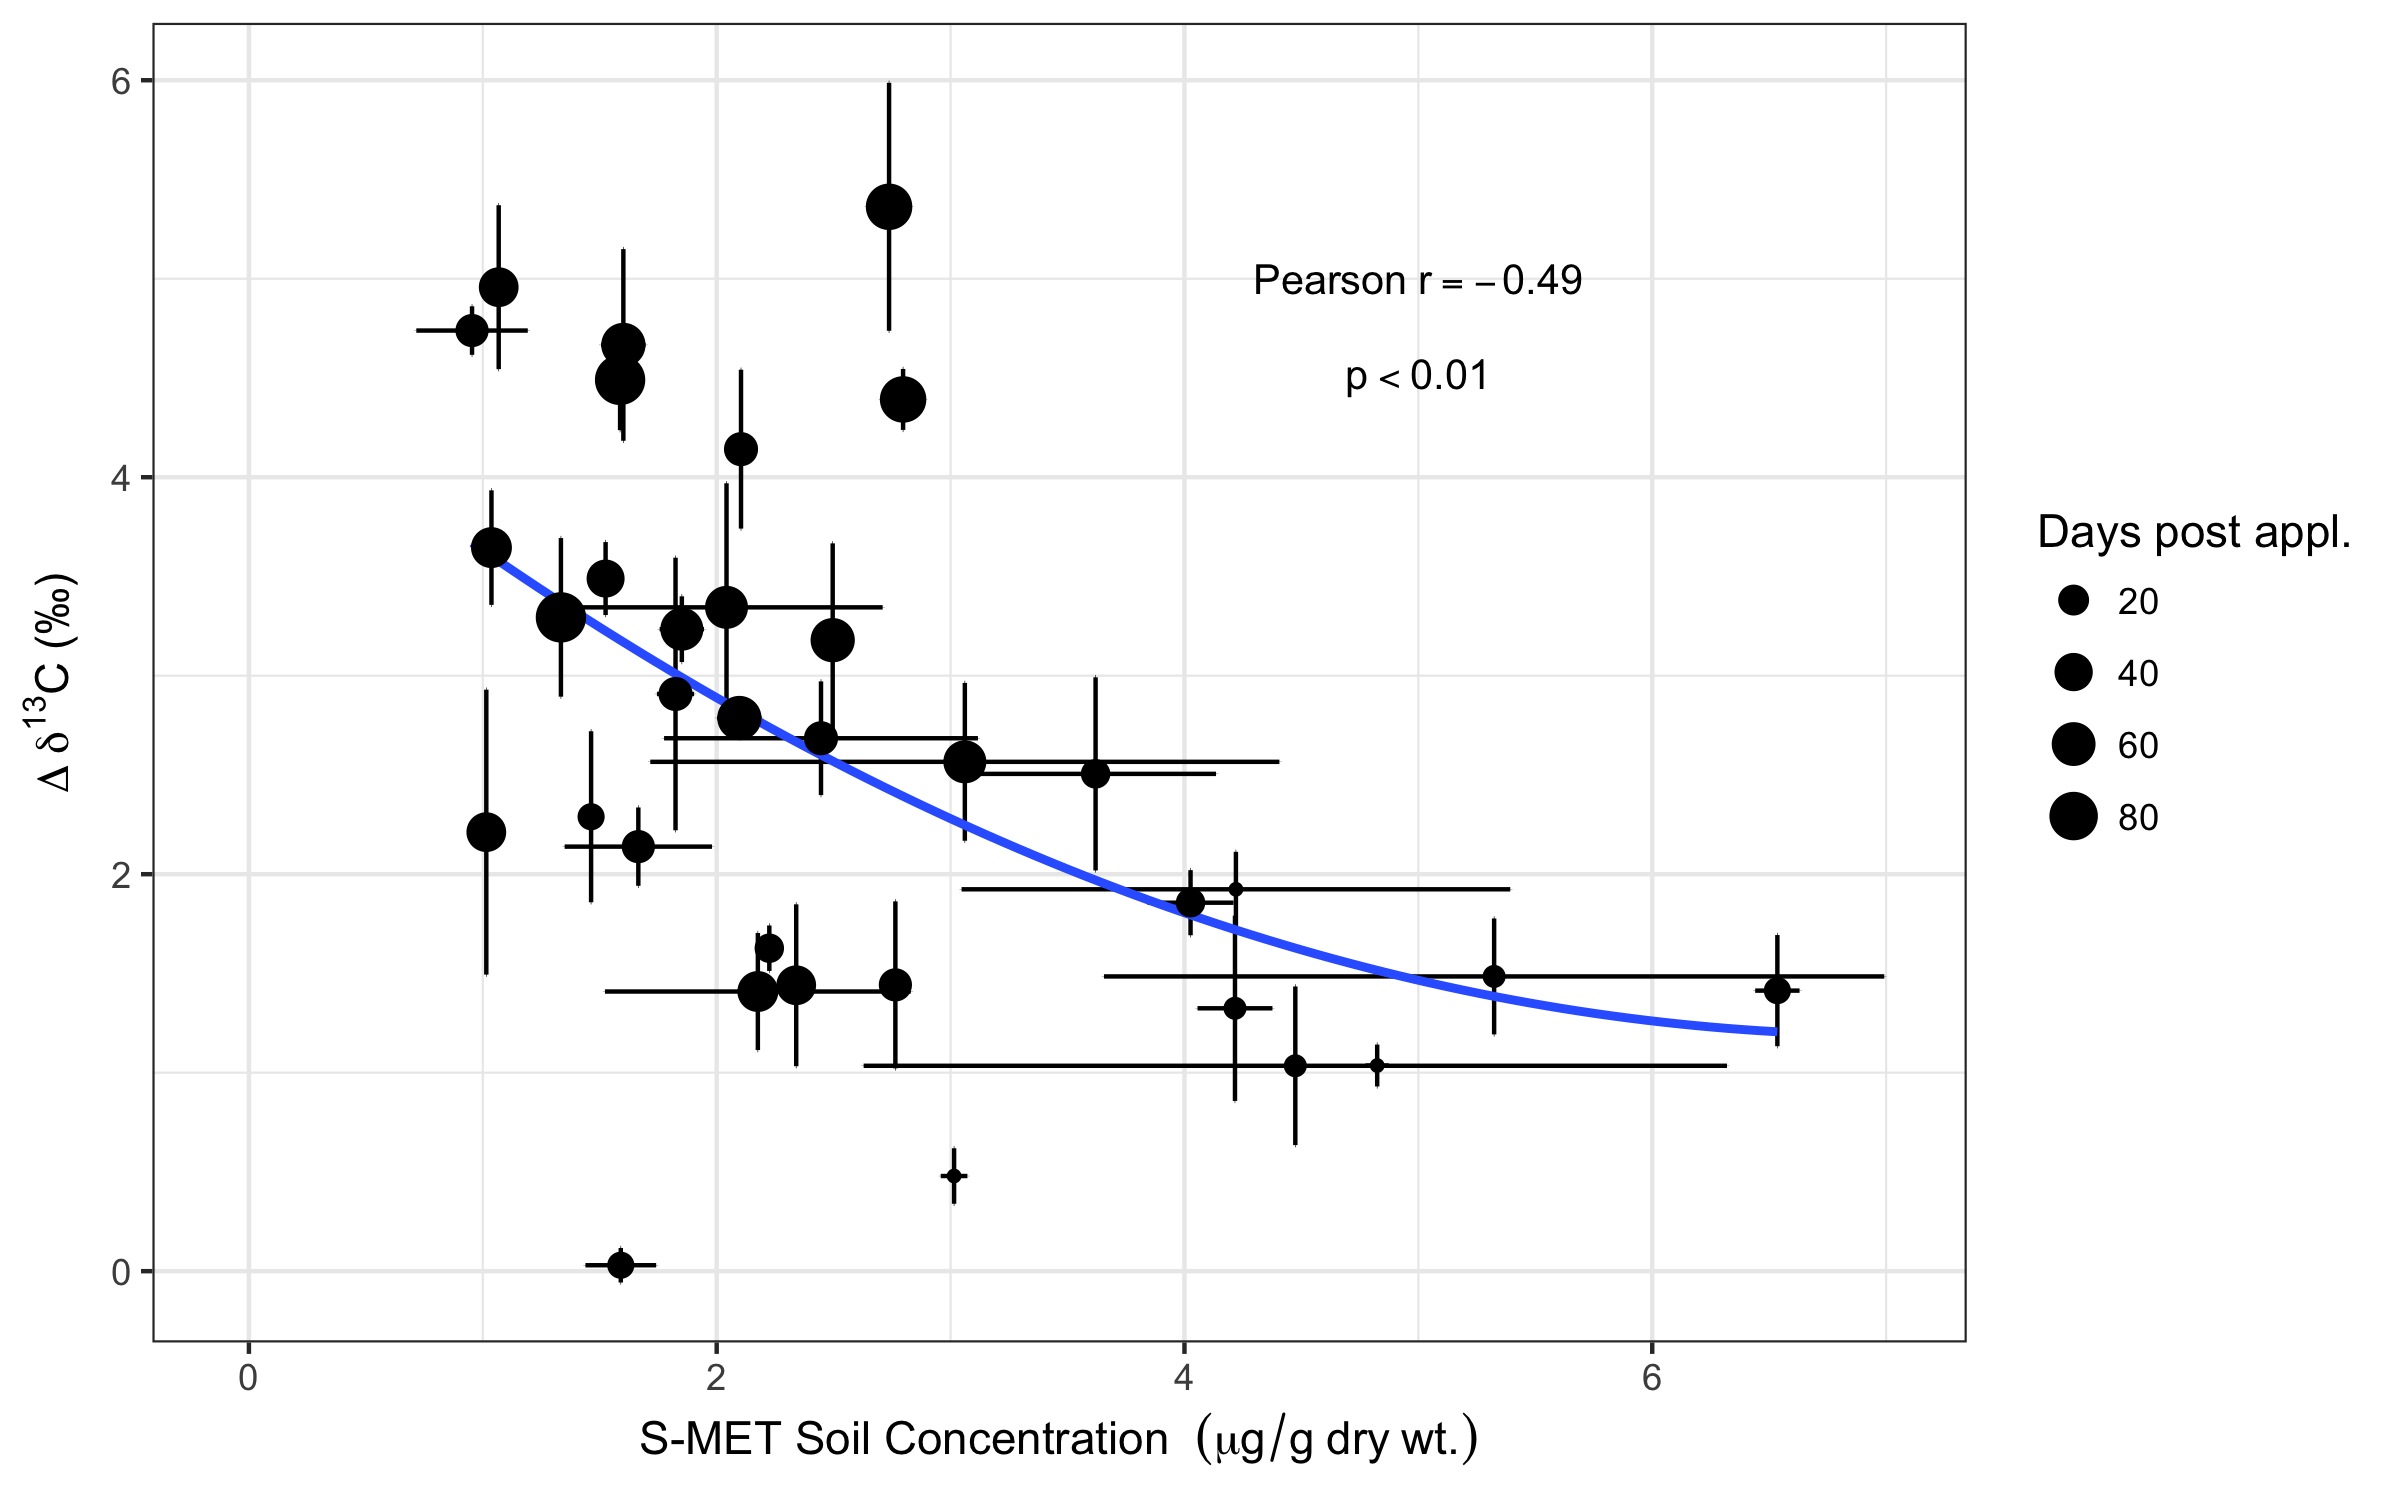 6
4
2
0
Δ δ¹³C (‰)
Pearson r = −0.49
p < 0.01
0 2 4 6
S-MET Soil Concentration (μg/g dry wt.)
Days post appl.
20
40
60
80